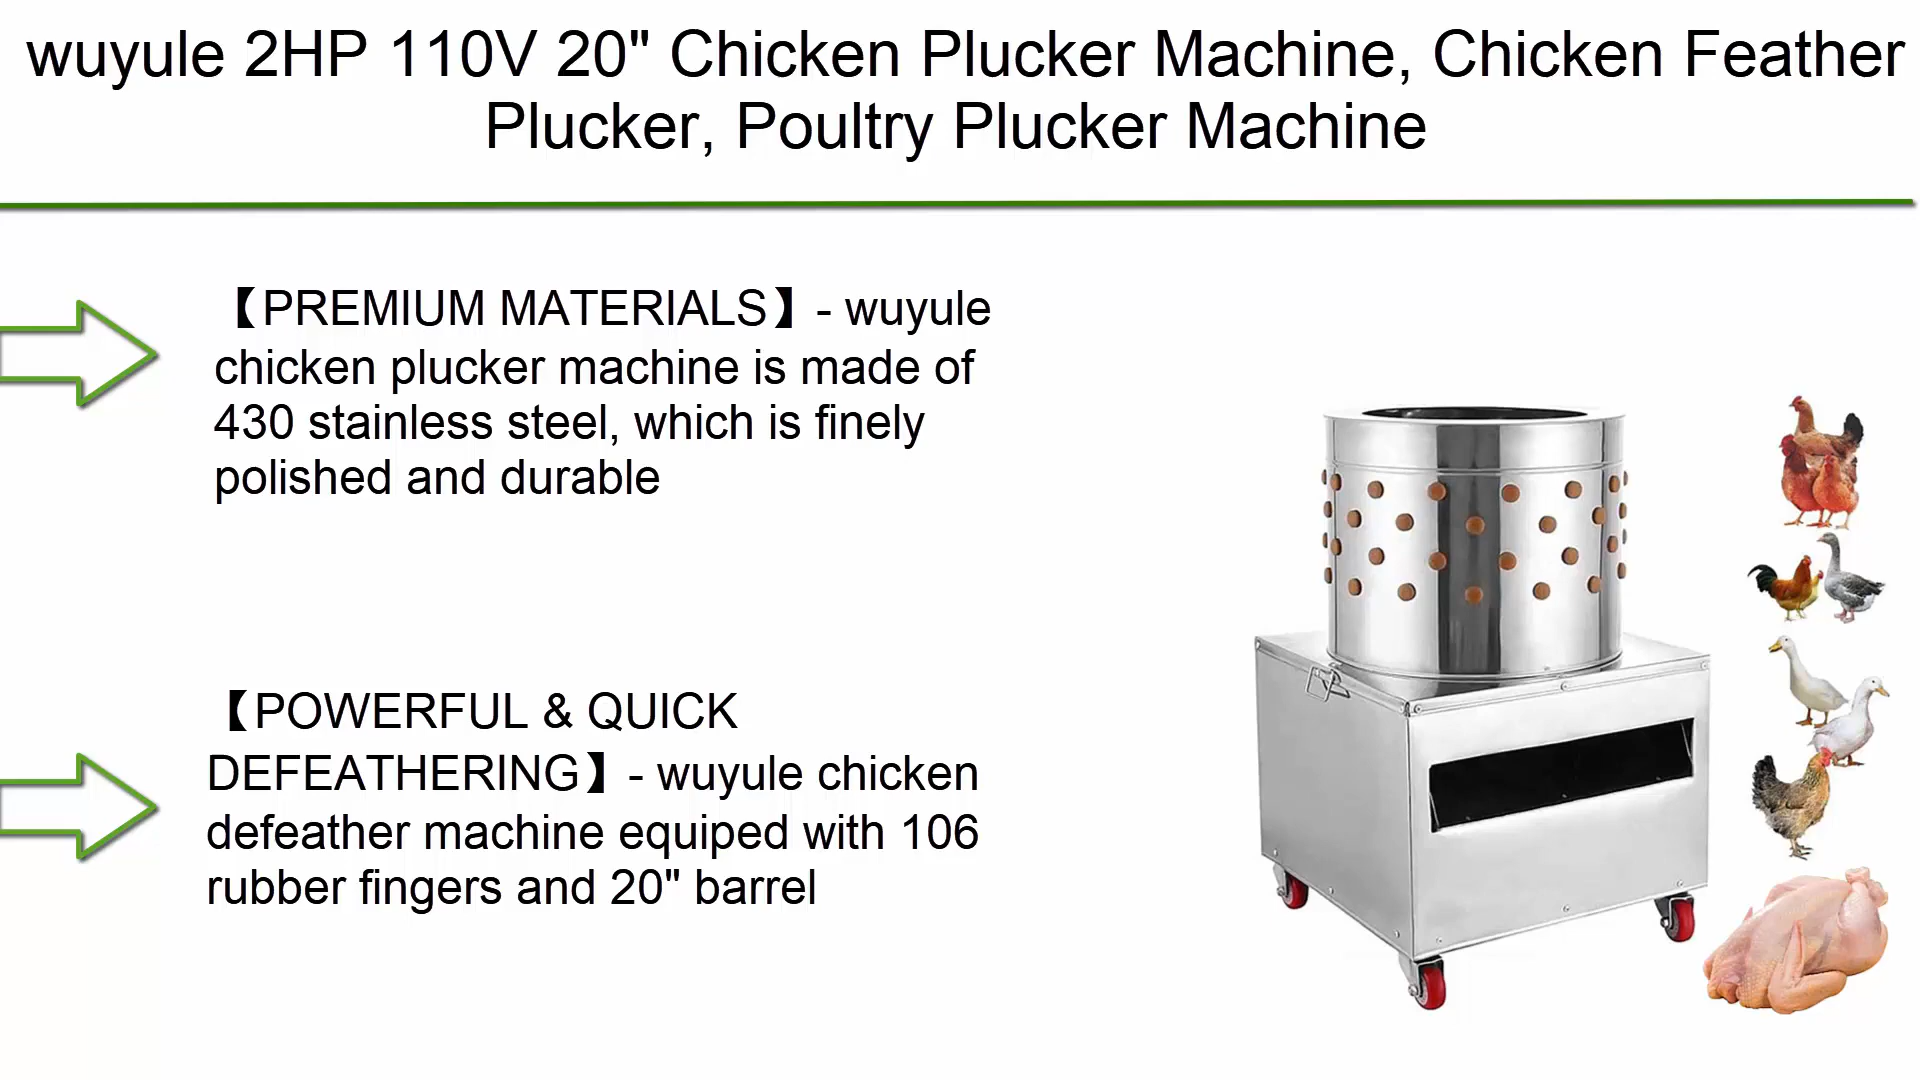 wuyule 2HP 110V 20" Chicken Plucker Machine, Chicken Feather
Plucker, Poultry Plucker Machine
【PREMIUM MATERIALS】- wuyule
chicken plucker machine is made of
430 stainless steel, which is finely
polished and durable
【POWERFUL & QUICK
DEFEATHERING】- wuyule chicken
defeather machine equiped with 106
rubber fingers and 20" barrel